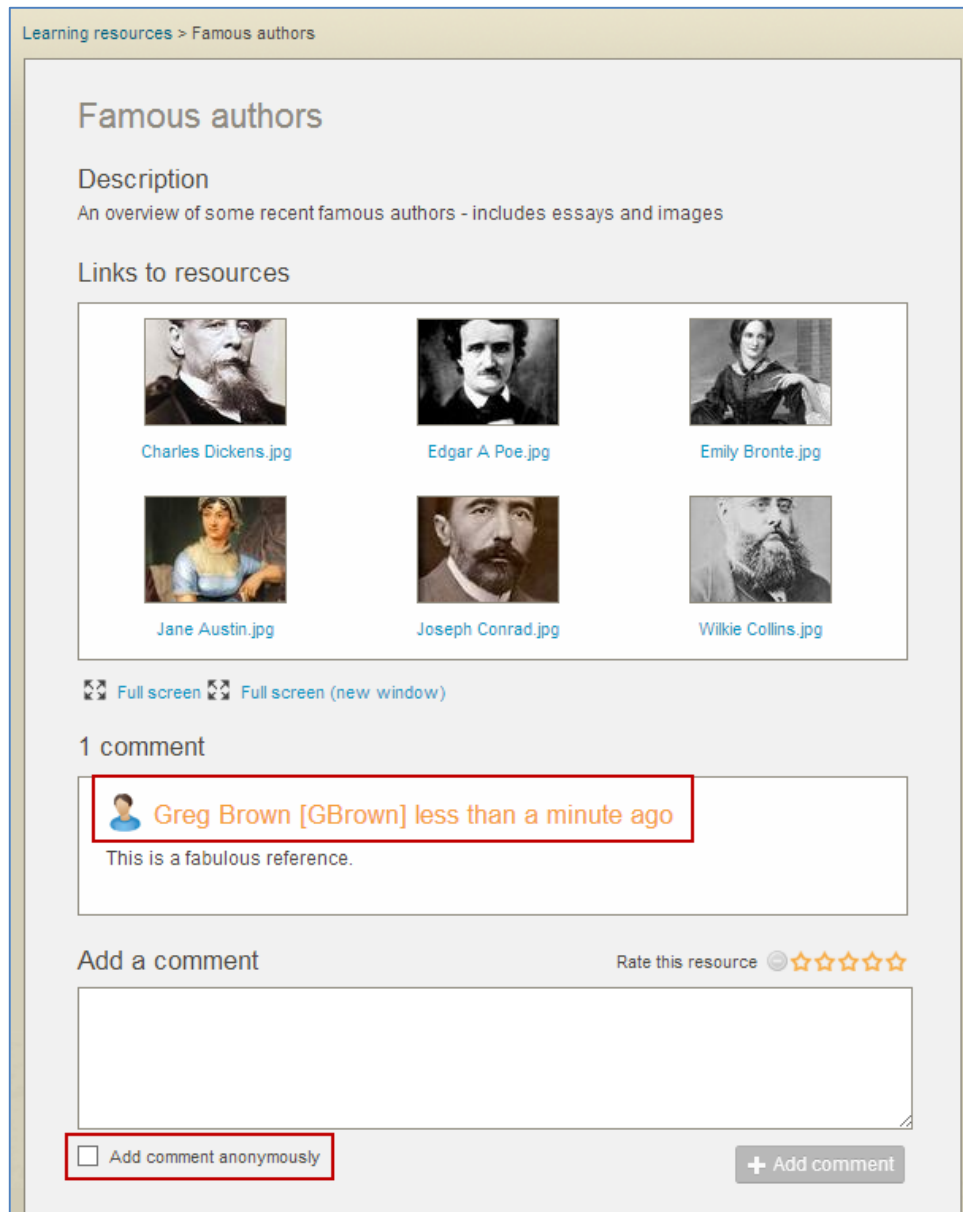 Learning resources > Famous authors
Famous authors
Description
An overview of some recent famous authors - includes essays and images
Links to resources
Charles Dickens.jpg
Edgar A Poe.jpg
Emily Bronte.jpg
Jane Austin.jpg
Joseph Conrad.jpg
Wilkie Collins.jpg
Full screen Full screen (new window)
1 comment
Greg Brown [GBrown] less than a minute ago
This is a fabulous reference.
Add a comment
Rate this resource
Add comment anonymously
Add comment